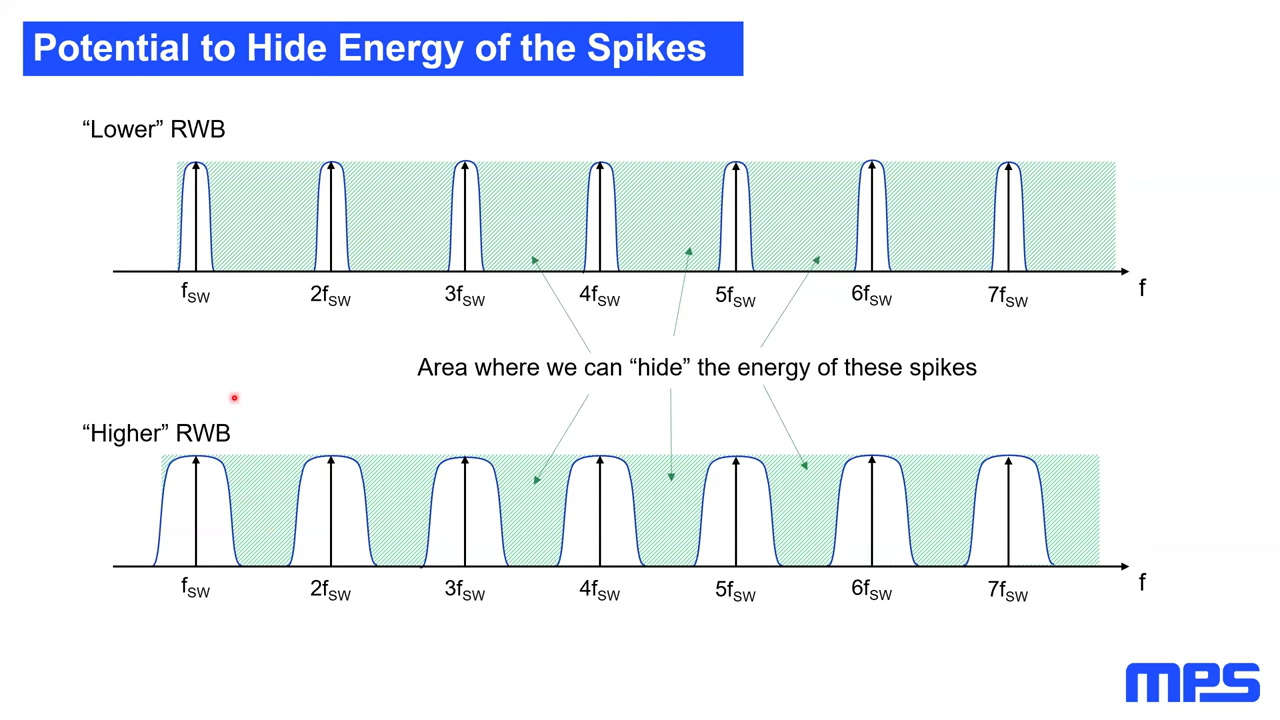 Potential to Hide Energy of the Spikes
“Lower” RWB
fSW 2fSW 3fSW 4fSW 5fSW 6fSW 7fSW f
Area where we can “hide” the energy of these spikes
“Higher” RWB
fSW 2fSW 3fSW 4fSW 5fSW 6fSW 7fSW f
mps